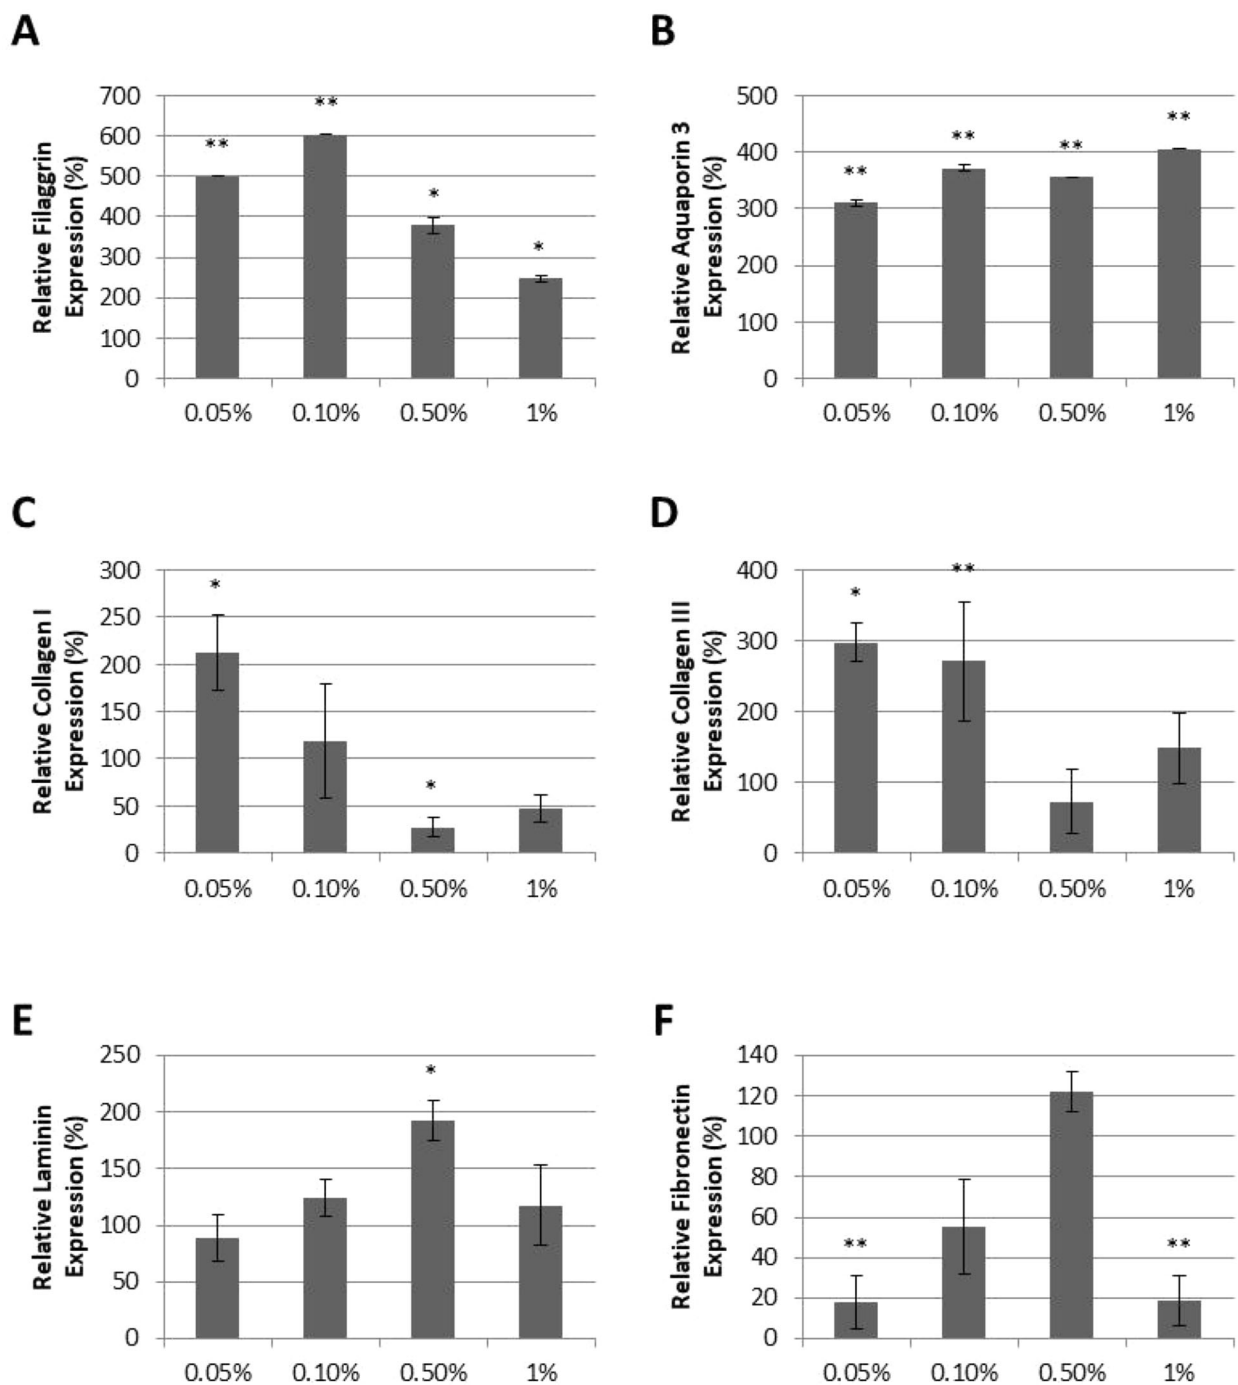 A
Relative Filaggrin
Expression (%)
700
600
500
400
300
200
100
0
**
**
*
*
0.05% 0.10% 0.50% 1%
B
Relative Aquaporin 3
Expression (%)
500
400
300
200
100
0
**
**
**
**
0.05% 0.10% 0.50% 1%
C
Relative Collagen I
Expression (%)
300
250
200
150
100
50
0
*
*
0.05% 0.10% 0.50% 1%
D
Relative Collagen III
Expression (%)
400
300
200
100
0
*
**
0.05% 0.10% 0.50% 1%
E
Relative Laminin
Expression (%)
250
200
150
100
50
0
*
0.05% 0.10% 0.50% 1%
F
Relative Fibronectin
Expression (%)
140
120
100
80
60
40
20
0
**
**
0.05% 0.10% 0.50% 1%